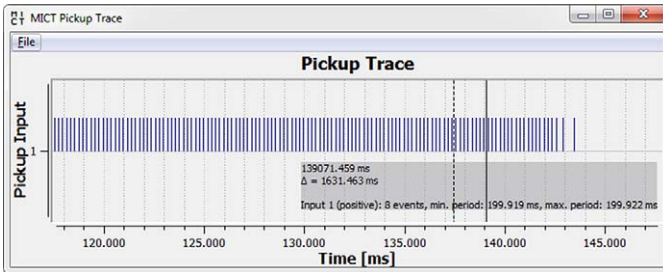 MICT MICT Pickup Trace
File
Pickup Trace
Pickup Input
1
139071.459 ms
Δ = 1631.463 ms
Input 1 (positive): 8 events, min. period: 199.919 ms, max. period: 199.922 ms
120.000 125.000 130.000 135.000 140.000 145.000
Time [ms]